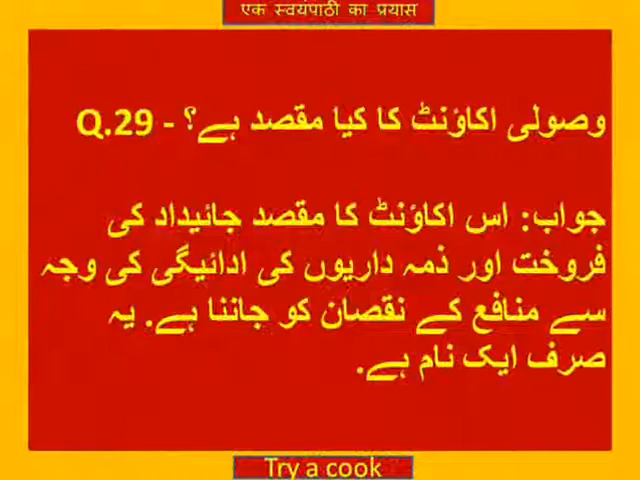 एक स्वयंपाठी का प्रयास
وصولی اکاؤنٹ کا کیا مقصد ہے؟ - Q.29
جواب: اس اکاؤنٹ کا مقصد جائیداد کی
فروخت اور ذمہ داریوں کی ادائیگی کی وجہ
سے منافع کے نقصان کو جاننا ہے. یہ
صرف ایک نام ہے.
Try a cook